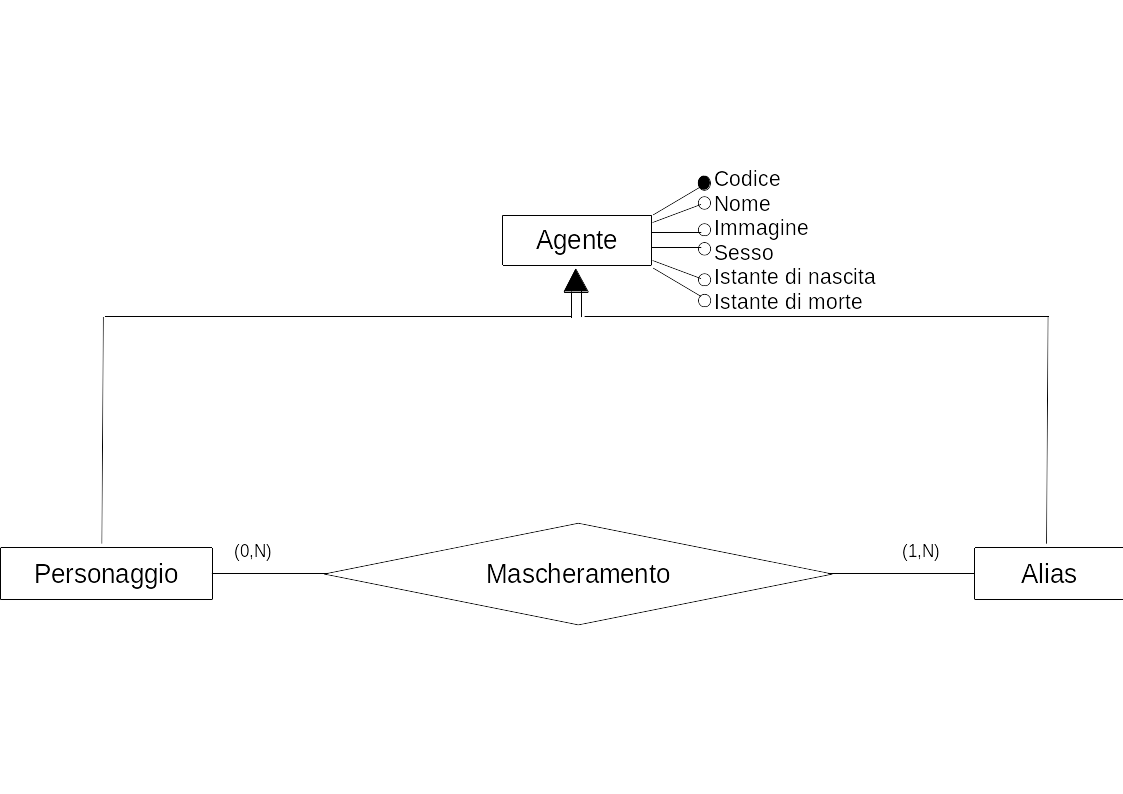 Codice
Nome
Agente
Immagine
Sesso
Istante di nascita
Istante di morte
(0,N)
(1,N)
Personaggio
Mascheramento
Alias